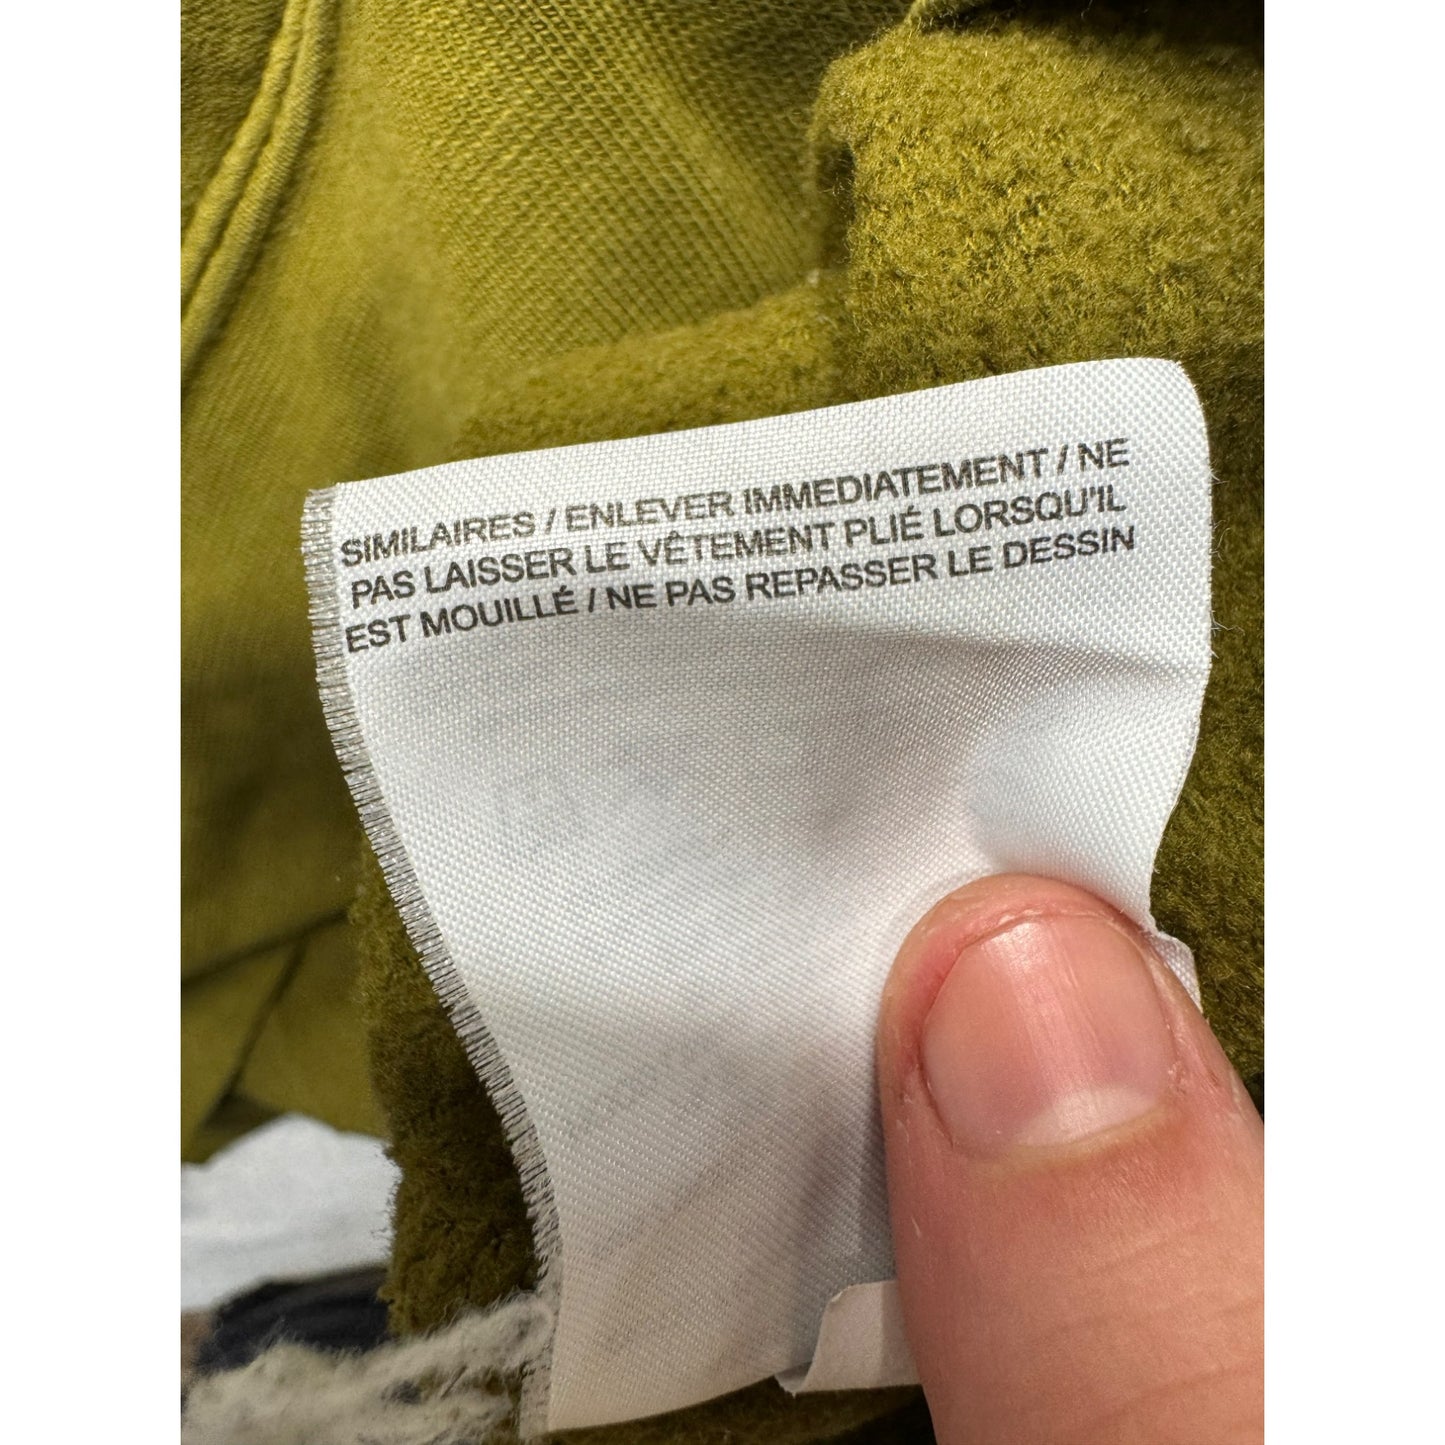 SIMILAIRES / ENLEVER IMMEDIATEMENT / NE
PAS LAISSER LE VÊTEMENT PLIÉ LORSQU'IL
EST MOUILLÉ / NE PAS REPASSER LE DESSIN